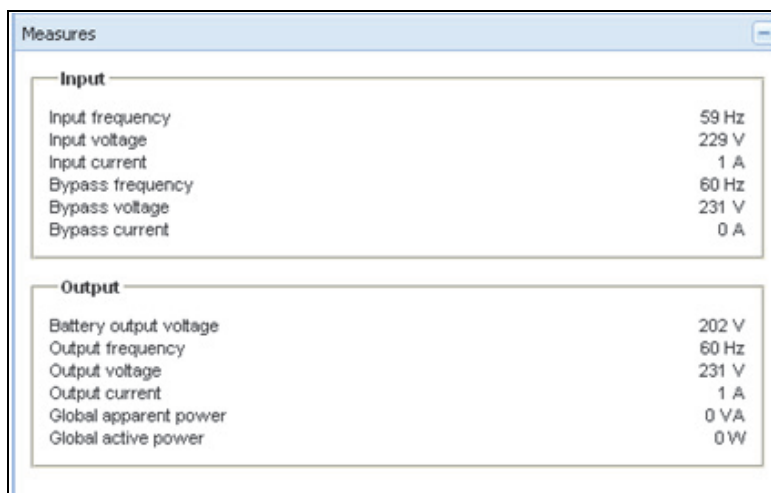 Measures
Input
Input frequency 59 Hz
Input voltage 229 V
Input current 1 A
Bypass frequency 60 Hz
Bypass voltage 231 V
Bypass current 0 A
Output
Battery output voltage 202 V
Output frequency 60 Hz
Output voltage 231 V
Output current 1 A
Global apparent power 0 VA
Global active power 0 W